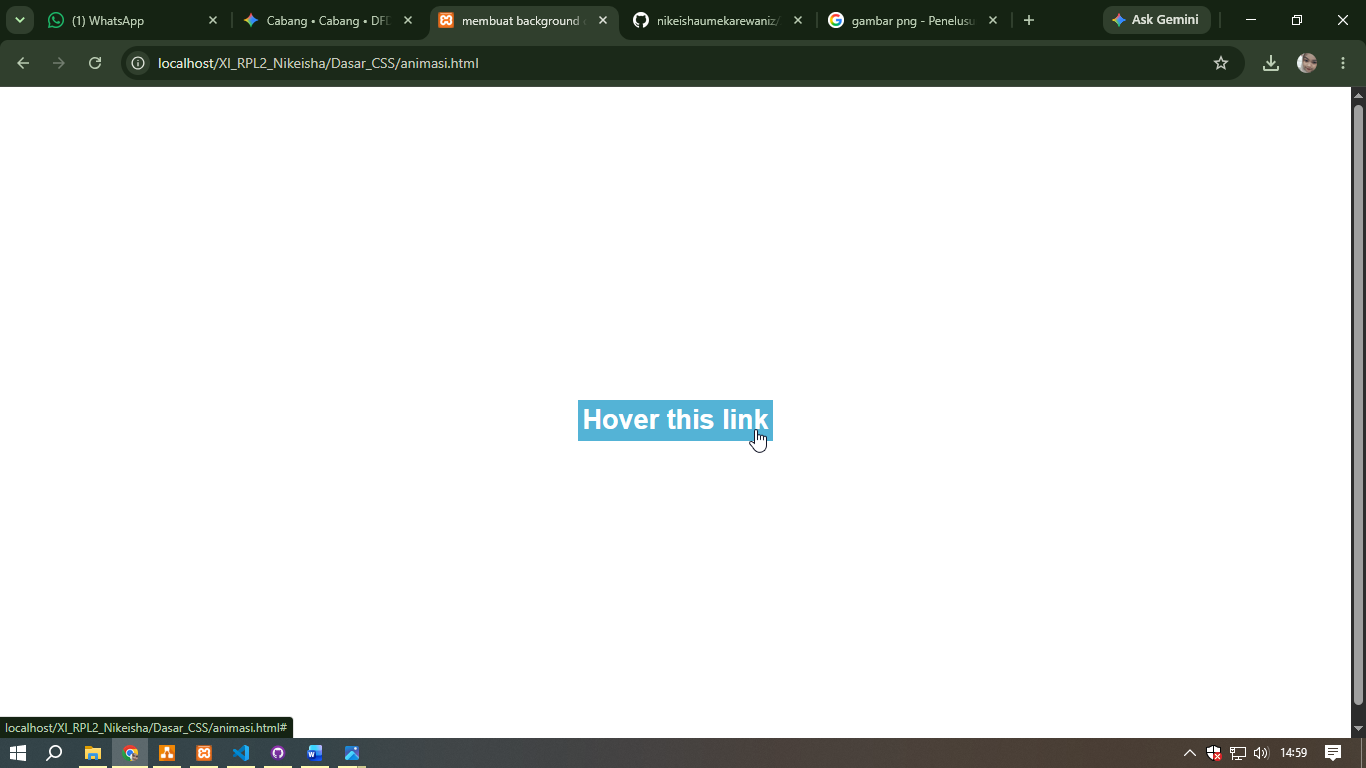 (1) WhatsApp
Cabang • Cabang • DFD
membuat background
nikeishaumekarewaniz/
gambar png - Penelusu
Ask Gemini
localhost/XI_RPL2_Nikeisha/Dasar_CSS/animasi.html
Hover this link
localhost/XI_RPL2_Nikeisha/Dasar_CSS/animasi.html#
14:59